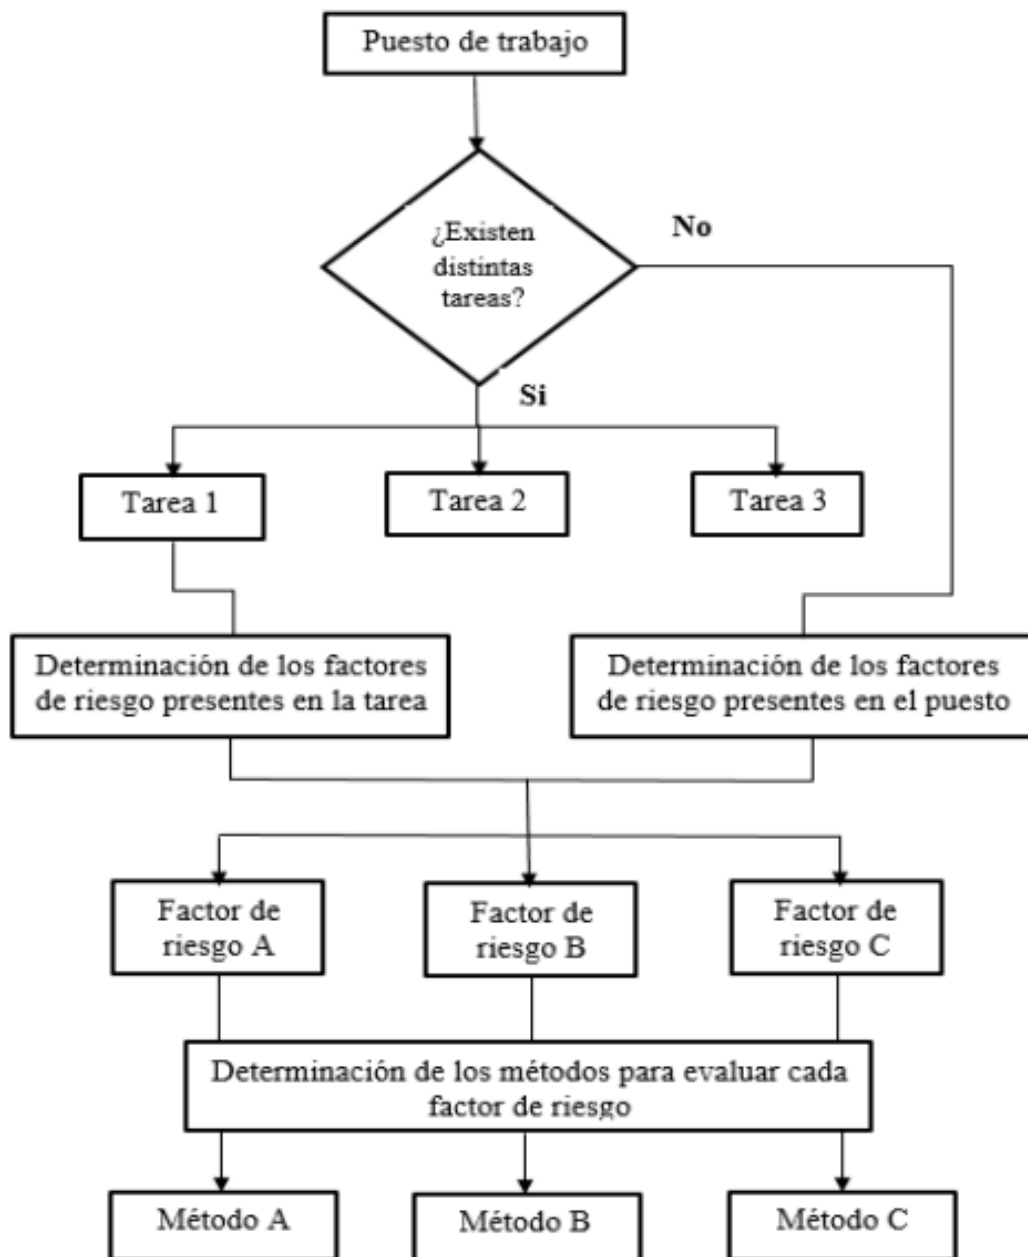 Puesto de trabajo
¿Existen
distintas
tareas?
No
Si
Tarea 1
Tarea 2
Tarea 3
Determinación de los factores
de riesgo presentes en la tarea
Determinación de los factores
de riesgo presentes en el puesto
Factor de
riesgo A
Factor de
riesgo B
Factor de
riesgo C
Determinación de los métodos para evaluar cada
factor de riesgo
Método A
Método B
Método C